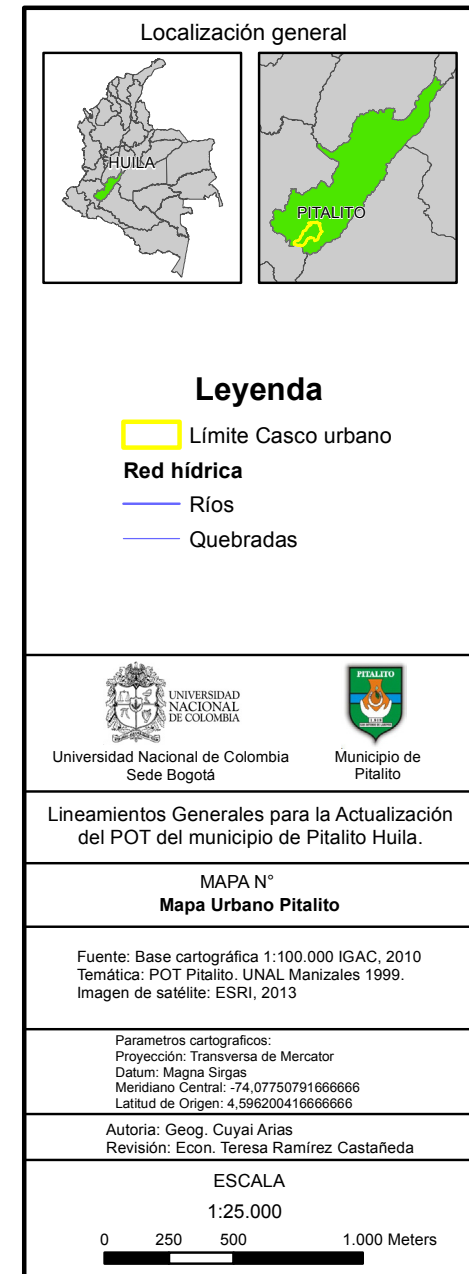 Localización general
HUILA
PITALITO
Leyenda
Límite Casco urbano
Red hídrica
Ríos
Quebradas
UNIVERSIDAD
NACIONAL
DE COLOMBIA
PITALITO
1818
Universidad Nacional de Colombia
Sede Bogotá
Municipio de
Pitalito
Lineamientos Generales para la Actualización
del POT del municipio de Pitalito Huila.
MAPA N°
Mapa Urbano Pitalito
Fuente: Base cartográfica 1:100.000 IGAC, 2010
Temática: POT Pitalito. UNAL Manizales 1999.
Imagen de satélite: ESRI, 2013
Parametros cartograficos:
Proyección: Transversa de Mercator
Datum: Magna Sirgas
Meridiano Central: -74,07750791666666
Latitud de Origen: 4,596200416666666
Autoria: Geog. Cuyai Arias
Revisión: Econ. Teresa Ramírez Castañeda
ESCALA
1:25.000
0 250 500 1.000 Meters